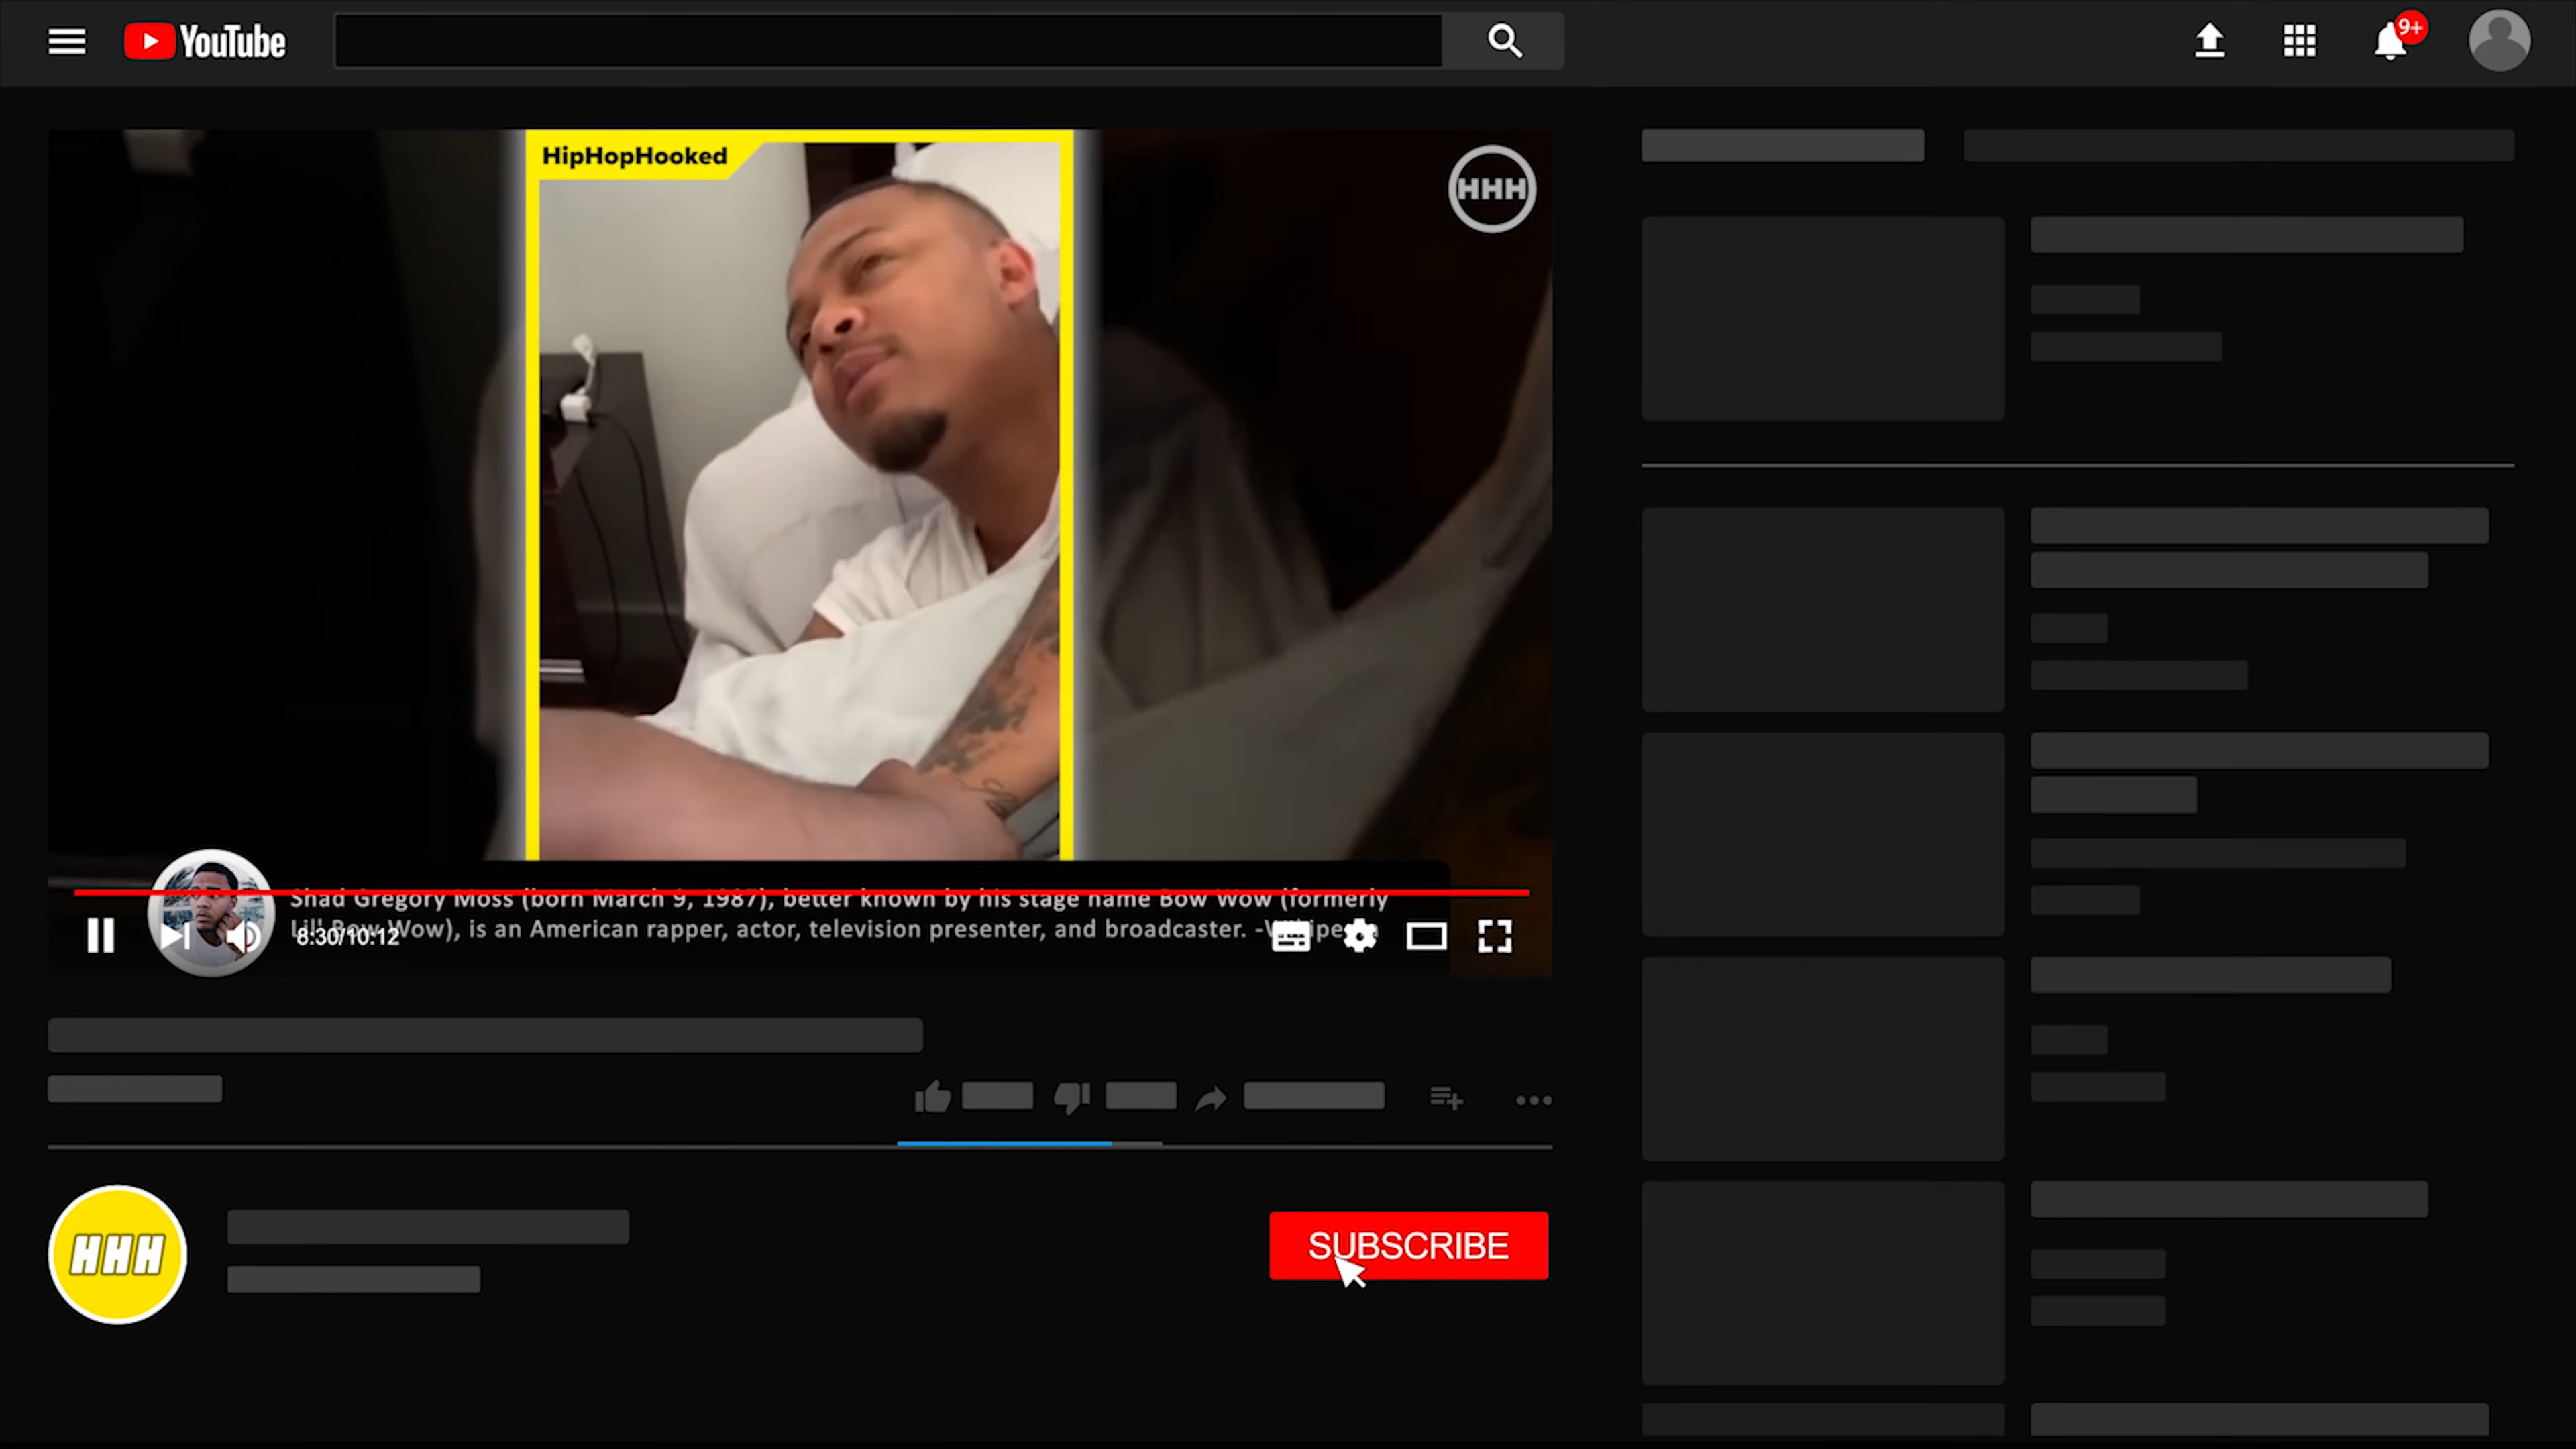 YouTube
9+
HipHopHooked
HHH
Shad Gregory Moss (born March 9, 1987), better known by his stage name Bow Wow (formerly
Lil' Bow Wow), is an American rapper, actor, television presenter, and broadcaster. -Wikipedia
8:30/10:12
HHH
SUBSCRIBE